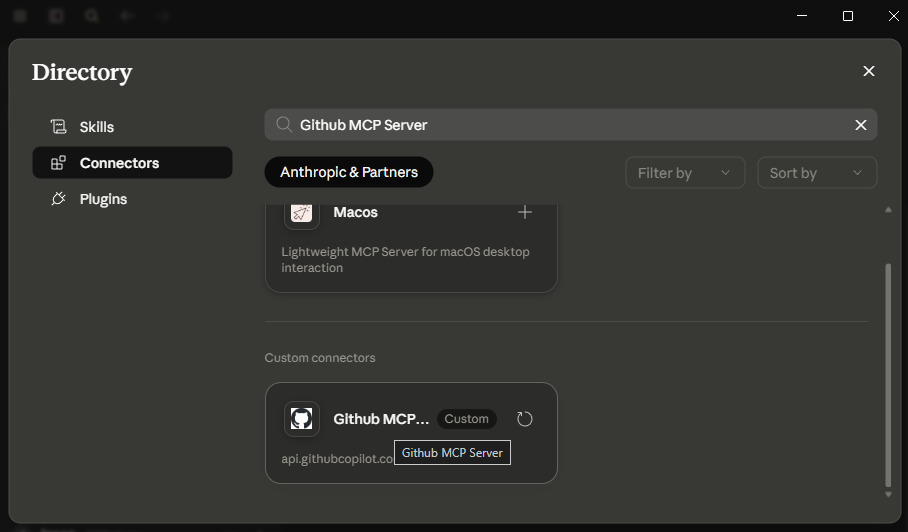 Directory
Skills
Connectors
Plugins
Github MCP Server
Anthropic & Partners
Filter by
Sort by
Macos
Lightweight MCP Server for macOS desktop
interaction
Custom connectors
Github MCP... Custom
api.githubcopilot.co
Github MCP Server